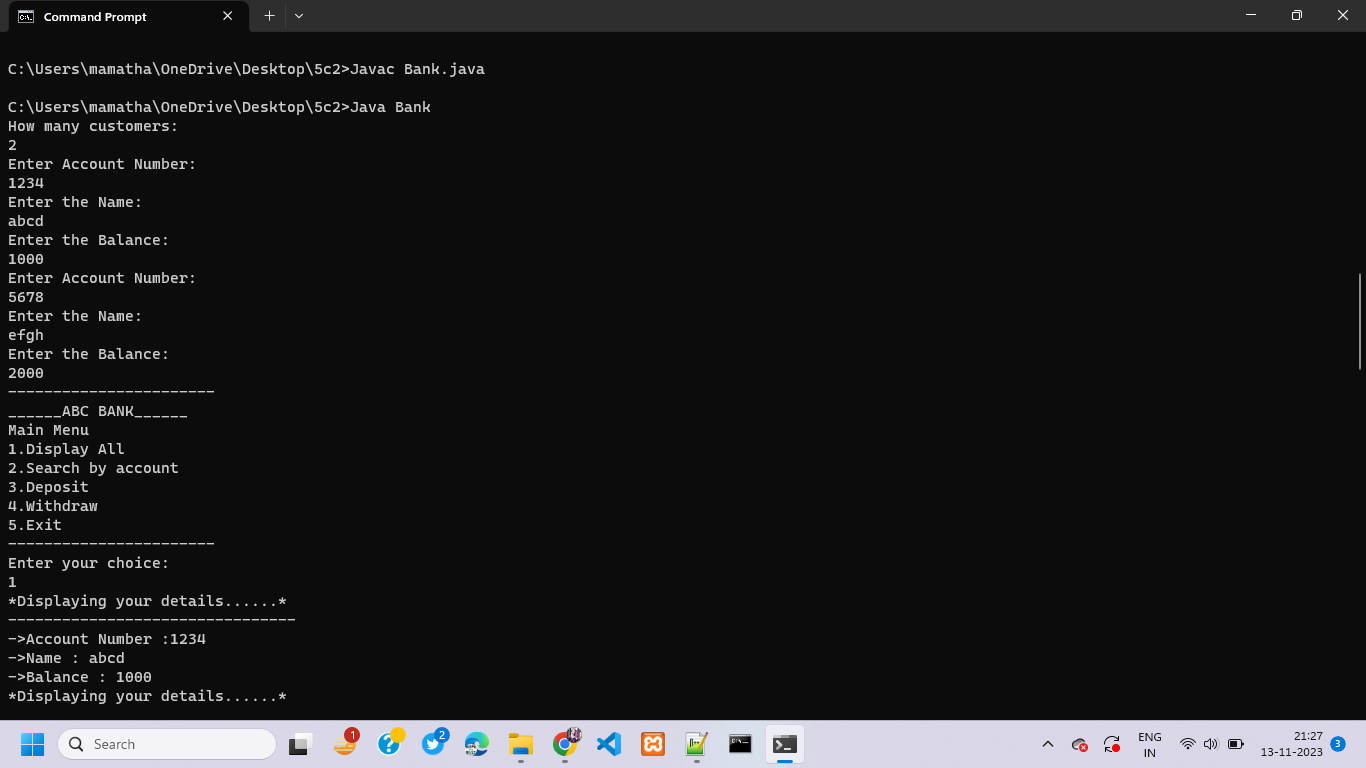 Command Prompt
C:\Users\mamatha\OneDrive\Desktop\5c2>Javac Bank.java
C:\Users\mamatha\OneDrive\Desktop\5c2>Java Bank
How many customers:
2
Enter Account Number:
1234
Enter the Name:
abcd
Enter the Balance:
1000
Enter Account Number:
5678
Enter the Name:
efgh
Enter the Balance:
2000
-----------------------
______ABC BANK______
Main Menu
1.Display All
2.Search by account
3.Deposit
4.Withdraw
5.Exit
-----------------------
Enter your choice:
1
*Displaying your details......*
--------------------------------
->Account Number :1234
->Name : abcd
->Balance : 1000
*Displaying your details......*
Search
1
2
ENG
IN
21:27
13-11-2023
3